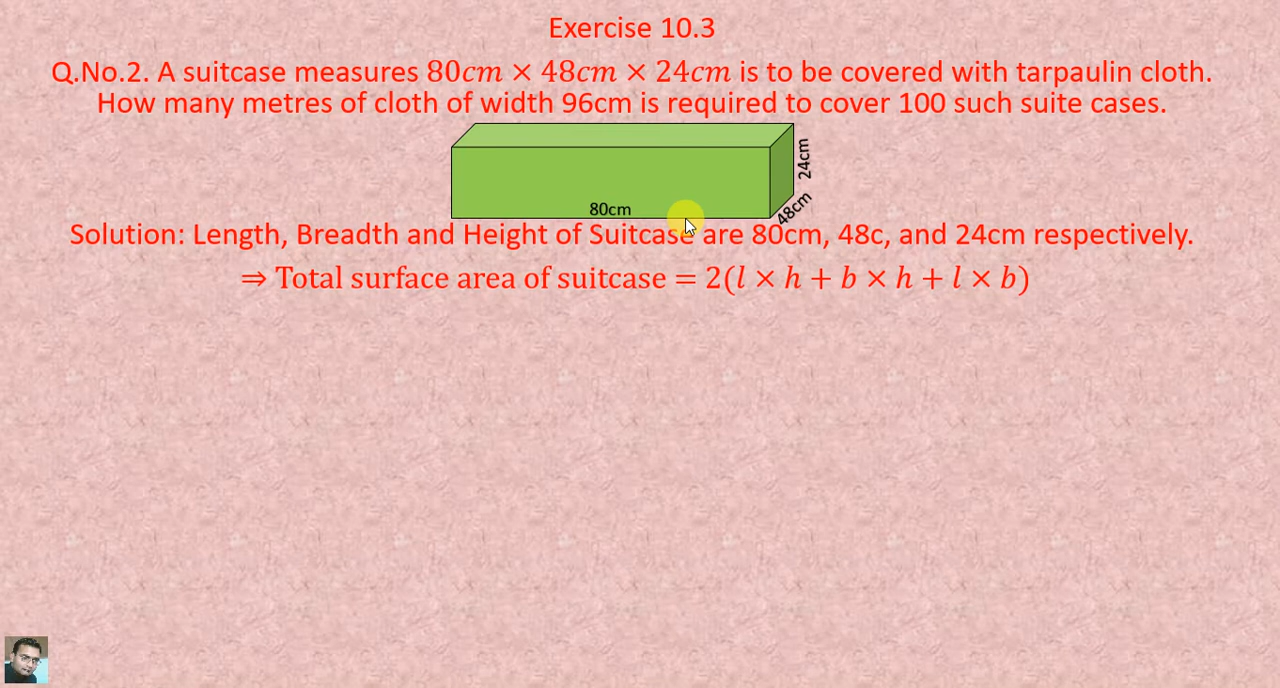 Exercise 10.3
Q.No.2. A suitcase measures 80cm × 48cm × 24cm is to be covered with tarpaulin cloth.
How many metres of cloth of width 96cm is required to cover 100 such suite cases.
24cm
80cm
48cm
Solution: Length, Breadth and Height of Suitcase are 80cm, 48c, and 24cm respectively.
⇒ Total surface area of suitcase = 2(l × h + b × h + l × b)